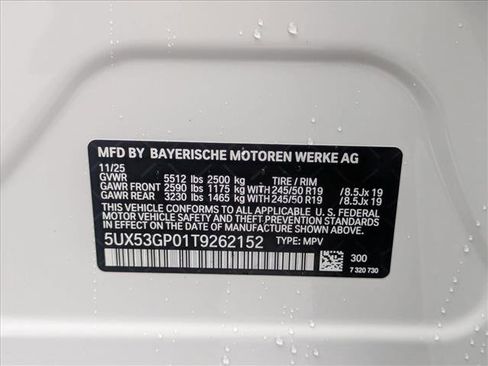 MFD BY BAYERISCHE MOTOREN WERKE AG
11/25
GVWR 5512 lbs 2500 kg TIRE / RIM
GAWR FRONT 2590 lbs 1175 kg WITH 245/50 R19 / 8.5Jx 19
GAWR REAR 3230 lbs 1465 kg WITH 245/50 R19 / 8.5Jx 19
THIS VEHICLE CONFORMS TO ALL APPLICABLE FEDERAL MOTOR
VEHICLE SAFETY, BUMPER, AND THEFT PREVENTION STANDARDS
IN EFFECT ON THE DATE OF MANUFACTURE SHOWN ABOVE.
5UX53GP01T9262152 TYPE: MPV
300
7 320 730